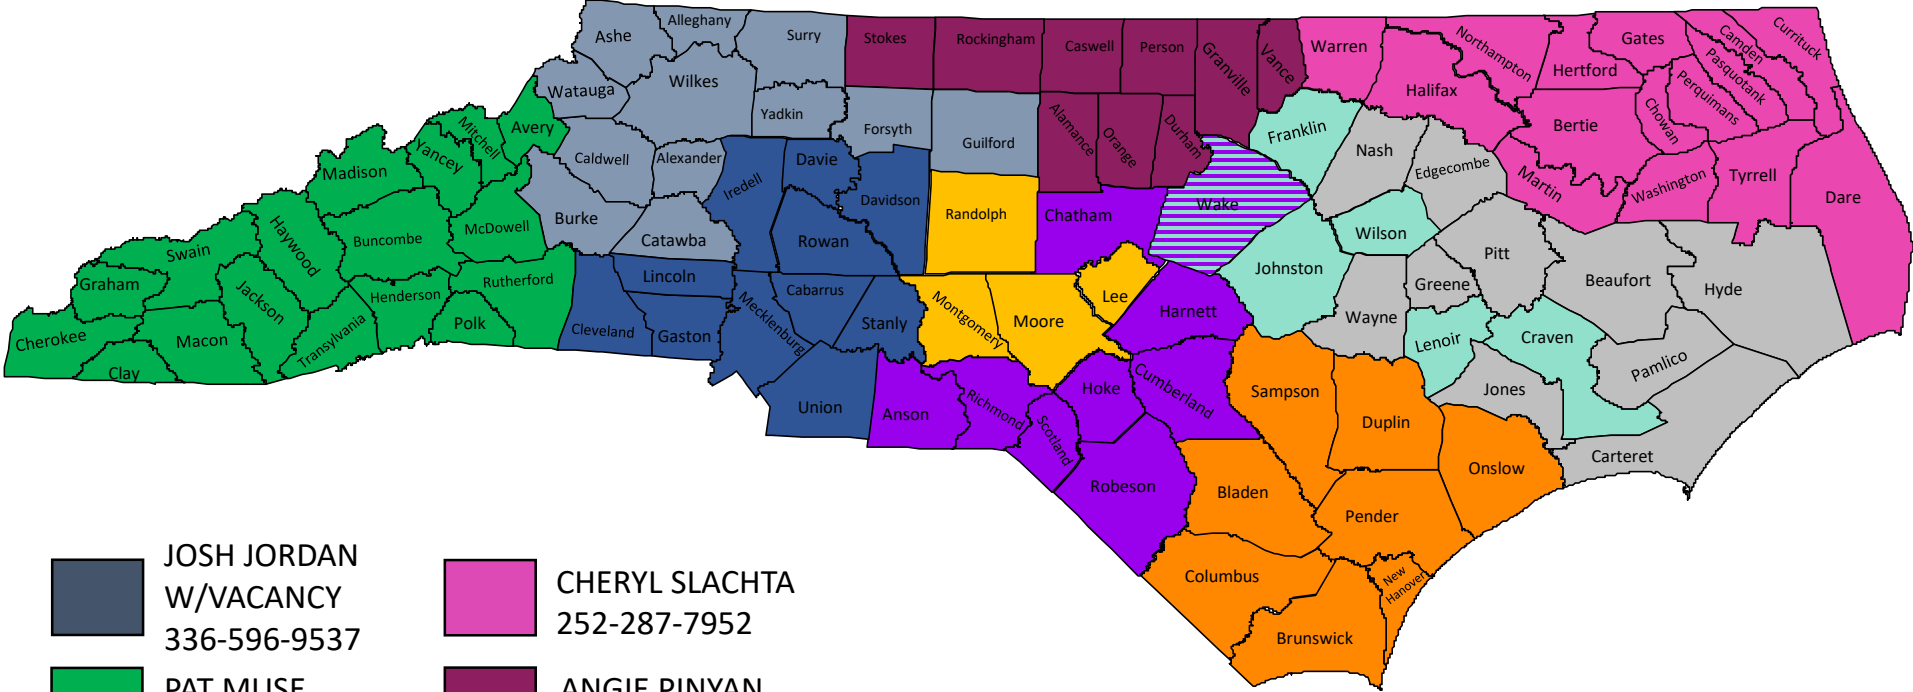 Ashe
Alleghany
Surry
Stokes
Rockingham
Caswell
Person
Granville
Vance
Warren
Northampton
Gates
Camden
Currituck
Watauga
Wilkes
Yadkin
Forsyth
Guilford
Alamance
Orange
Durham
Franklin
Halifax
Hertford
Pasquotank
Perquimans
Chowan
Bertie
Mitchell
Avery
Yancey
Madison
Caldwell
Alexander
Iredell
Davie
Davidson
Randolph
Chatham
Wake
Nash
Edgecombe
Martin
Washington
Tyrrell
Dare
Swain
Haywood
Buncombe
McDowell
Burke
Catawba
Rowan
Wilson
Pitt
Beaufort
Hyde
Graham
Jackson
Henderson
Rutherford
Lincoln
Mecklenburg
Cabarrus
Stanly
Montgomery
Moore
Lee
Harnett
Johnston
Greene
Wayne
Lenoir
Craven
Pamlico
Cherokee
Macon
Clay
Transylvania
Polk
Cleveland
Gaston
Union
Anson
Richmond
Scotland
Hoke
Cumberland
Sampson
Duplin
Jones
Onslow
Carteret
Robeson
Bladen
Pender
Columbus
New
Hanover
Brunswick
JOSH JORDAN
W/VACANCY
336-596-9537
CHERYL SLACHTA
252-287-7952
PAT MUSE
ANGIE PINYAN